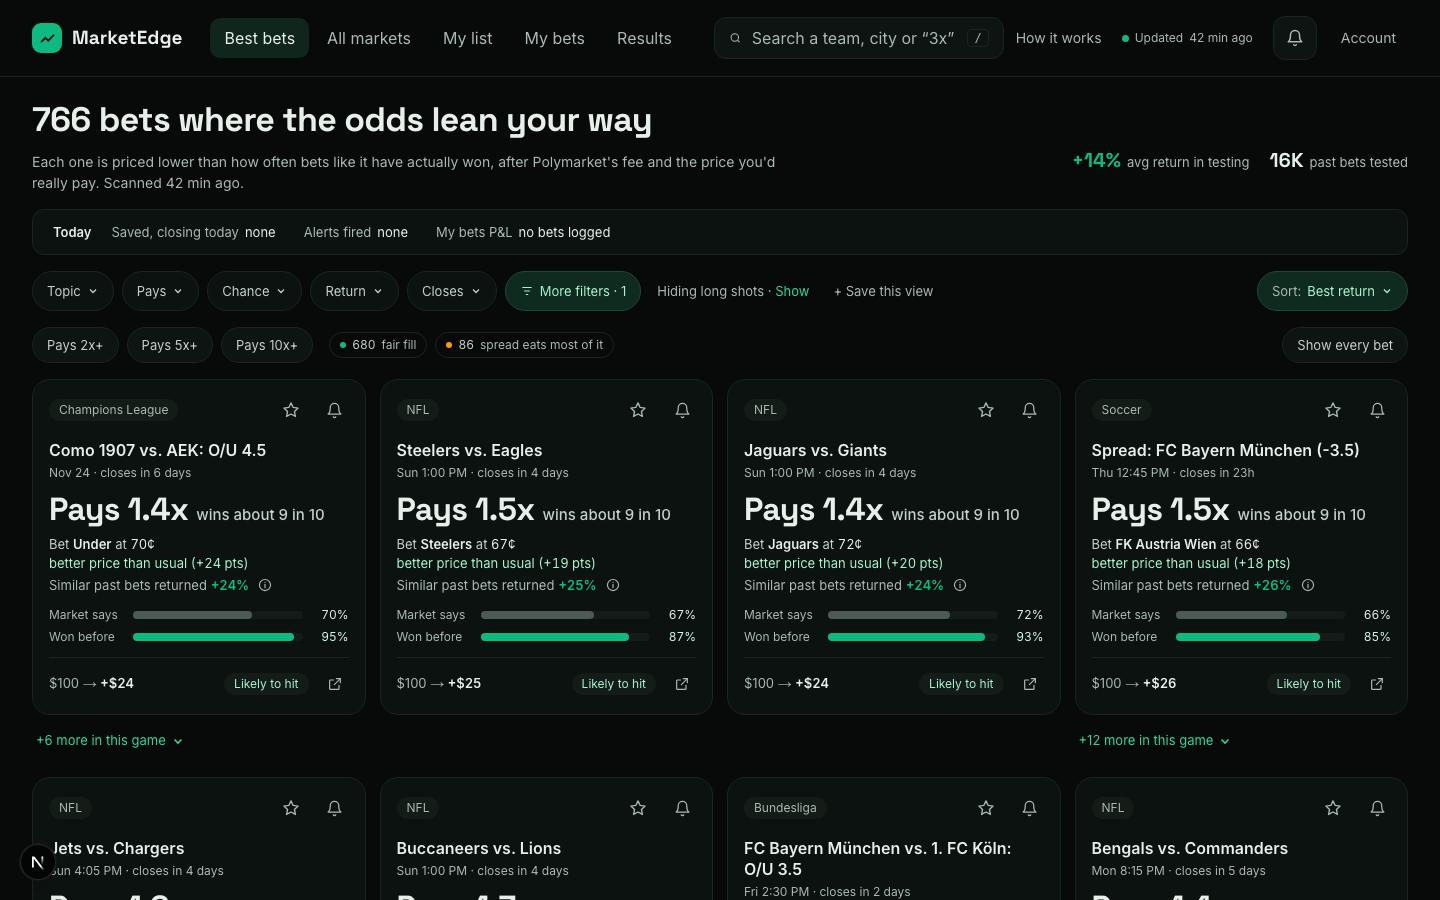 MarketEdge
Best bets
All markets
My list
My bets
Results
Search a team, city or “3x”
/
How it works
Updated 42 min ago
Account
766 bets where the odds lean your way
Each one is priced lower than how often bets like it have actually won, after Polymarket's fee and the price you'd
really pay. Scanned 42 min ago.
+14% avg return in testing
16K past bets tested
Today
Saved, closing today none
Alerts fired none
My bets P&L no bets logged
Topic
Pays
Chance
Return
Closes
More filters · 1
Hiding long shots · Show
+ Save this view
Sort: Best return
Pays 2x+
Pays 5x+
Pays 10x+
680 fair fill
86 spread eats most of it
Show every bet
Champions League
Como 1907 vs. AEK: O/U 4.5
Nov 24 · closes in 6 days
Pays 1.4x wins about 9 in 10
Bet Under at 70¢
better price than usual (+24 pts)
Similar past bets returned +24%
Market says 70%
Won before 95%
$100 → +$24
Likely to hit
+6 more in this game
NFL
Steelers vs. Eagles
Sun 1:00 PM · closes in 4 days
Pays 1.5x wins about 9 in 10
Bet Steelers at 67¢
better price than usual (+19 pts)
Similar past bets returned +25%
Market says 67%
Won before 87%
$100 → +$25
Likely to hit
NFL
Jaguars vs. Giants
Sun 1:00 PM · closes in 4 days
Pays 1.4x wins about 9 in 10
Bet Jaguars at 72¢
better price than usual (+20 pts)
Similar past bets returned +24%
Market says 72%
Won before 93%
$100 → +$24
Likely to hit
Soccer
Spread: FC Bayern München (-3.5)
Thu 12:45 PM · closes in 23h
Pays 1.5x wins about 9 in 10
Bet FK Austria Wien at 66¢
better price than usual (+18 pts)
Similar past bets returned +26%
Market says 66%
Won before 85%
$100 → +$26
Likely to hit
+12 more in this game
NFL
Jets vs. Chargers
Sun 4:05 PM · closes in 4 days
N
NFL
Buccaneers vs. Lions
Sun 1:00 PM · closes in 4 days
Bundesliga
FC Bayern München vs. 1. FC Köln:
O/U 3.5
Fri 2:30 PM · closes in 2 days
NFL
Bengals vs. Commanders
Mon 8:15 PM · closes in 5 days